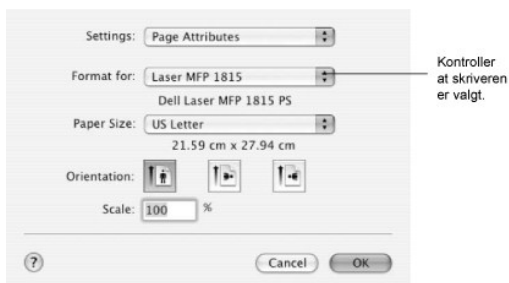 Settings: Page Attributes
Format for: Laser MFP 1815
Dell Laser MFP 1815 PS
Paper Size: US Letter
21.59 cm x 27.94 cm
Orientation:
Scale: 100 %
? Cancel OK
Kontroller
at skriveren
er valgt.